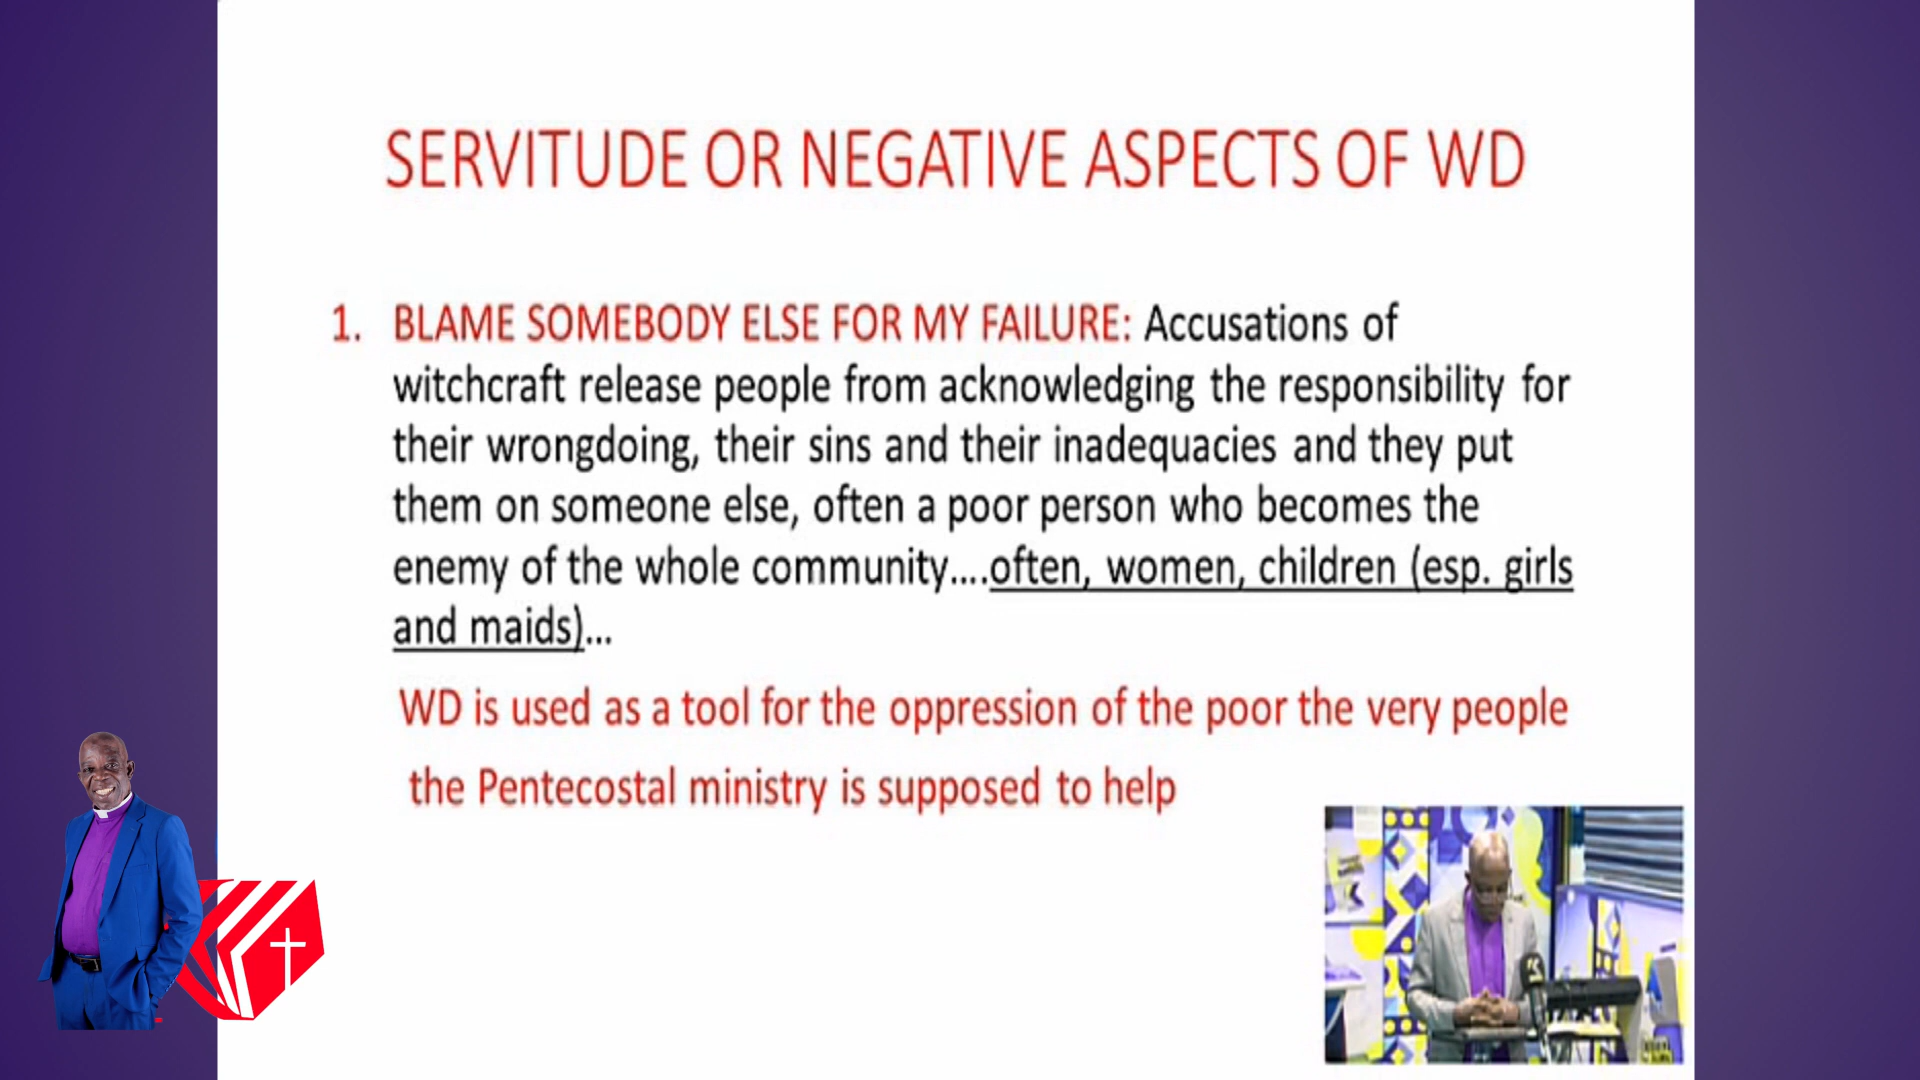 SERVITUDE OR NEGATIVE ASPECTS OF WD
1. BLAME SOMEBODY ELSE FOR MY FAILURE: Accusations of
witchcraft release people from acknowledging the responsibility for
their wrongdoing, their sins and their inadequacies and they put
them on someone else, often a poor person who becomes the
enemy of the whole community....often, women, children (esp. girls
and maids)...
WD is used as a tool for the oppression of the poor the very people
the Pentecostal ministry is supposed to help